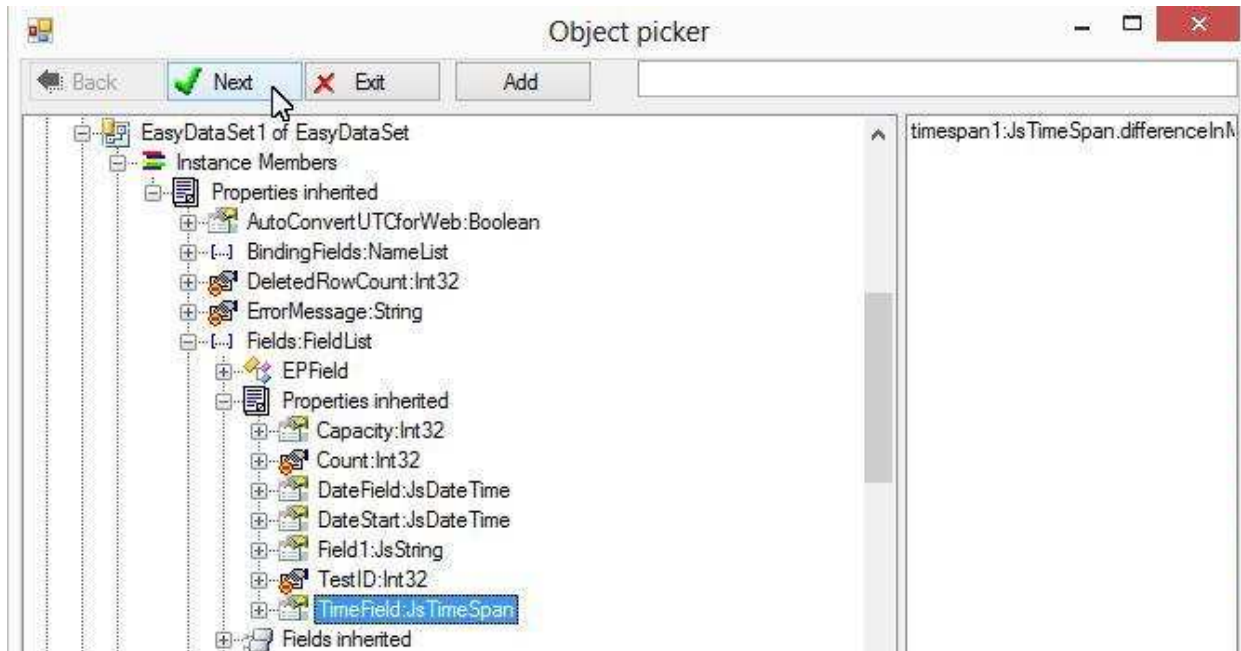 Object picker
Back Next Exit Add
EasyDataSet1 of EasyDataSet
timespan1:JsTimeSpan.differenceInM
Instance Members
Properties inherited
AutoConvertUTCforWeb:Boolean
[...] BindingFields:NameList
DeletedRowCount:Int32
ErrorMessage:String
[...] Fields:FieldList
EPField
Properties inherited
Capacity:Int32
Count:Int32
DateField:JsDateTime
DateStart:JsDateTime
Field1:JsString
TestID:Int32
TimeField:JsTimeSpan
Fields inherited